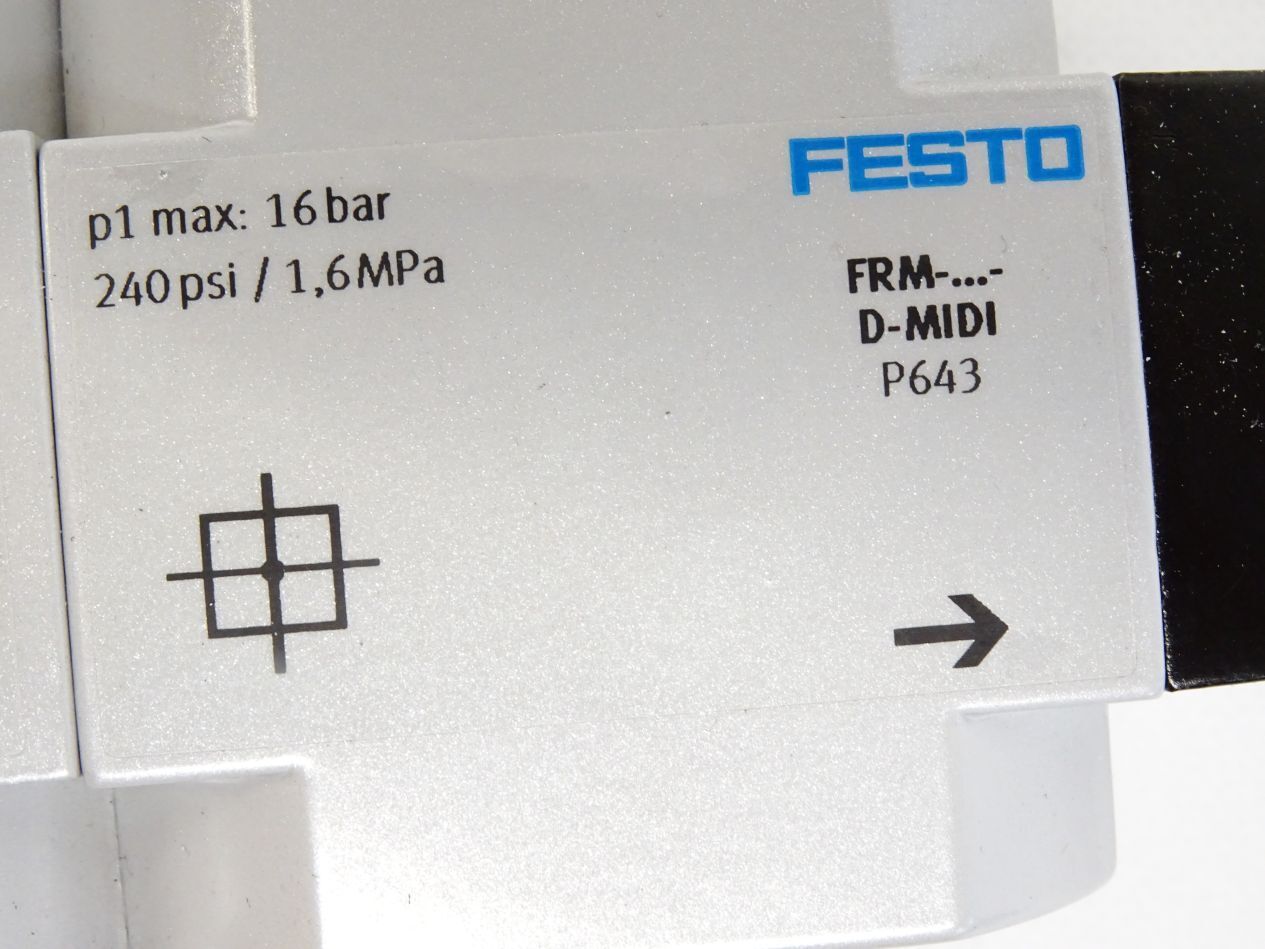 FESTO
p1 max: 16 bar
240 psi / 1,6 MPa
FRM-...-
D-MIDI
P643